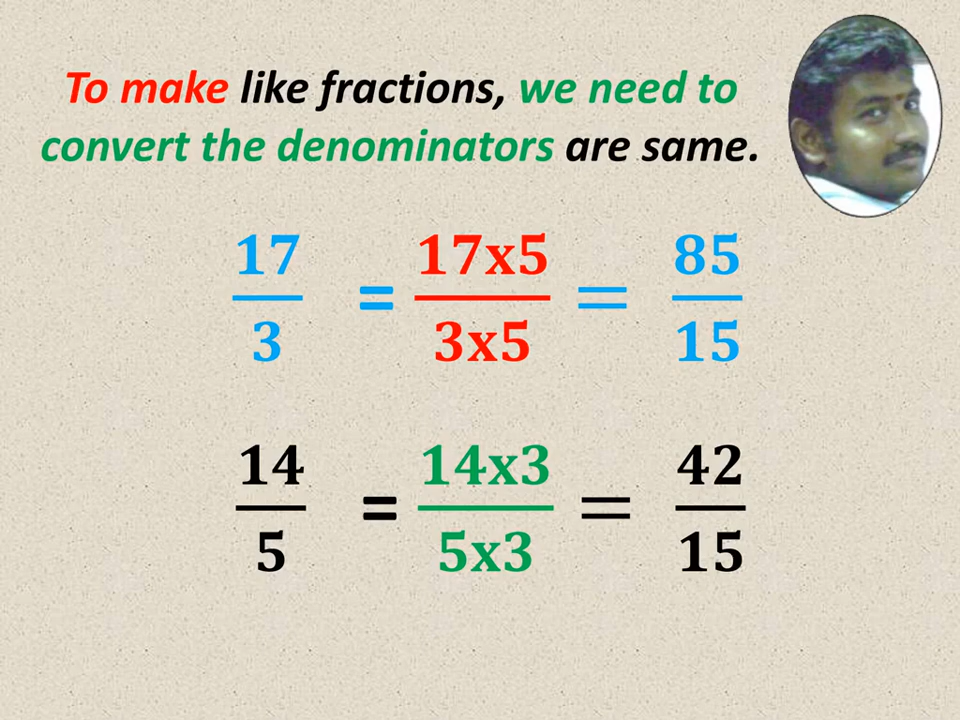 To make like fractions, we need to
convert the denominators are same.
17/3 = 17x5/3x5 = 85/15
14/5 = 14x3/5x3 = 42/15